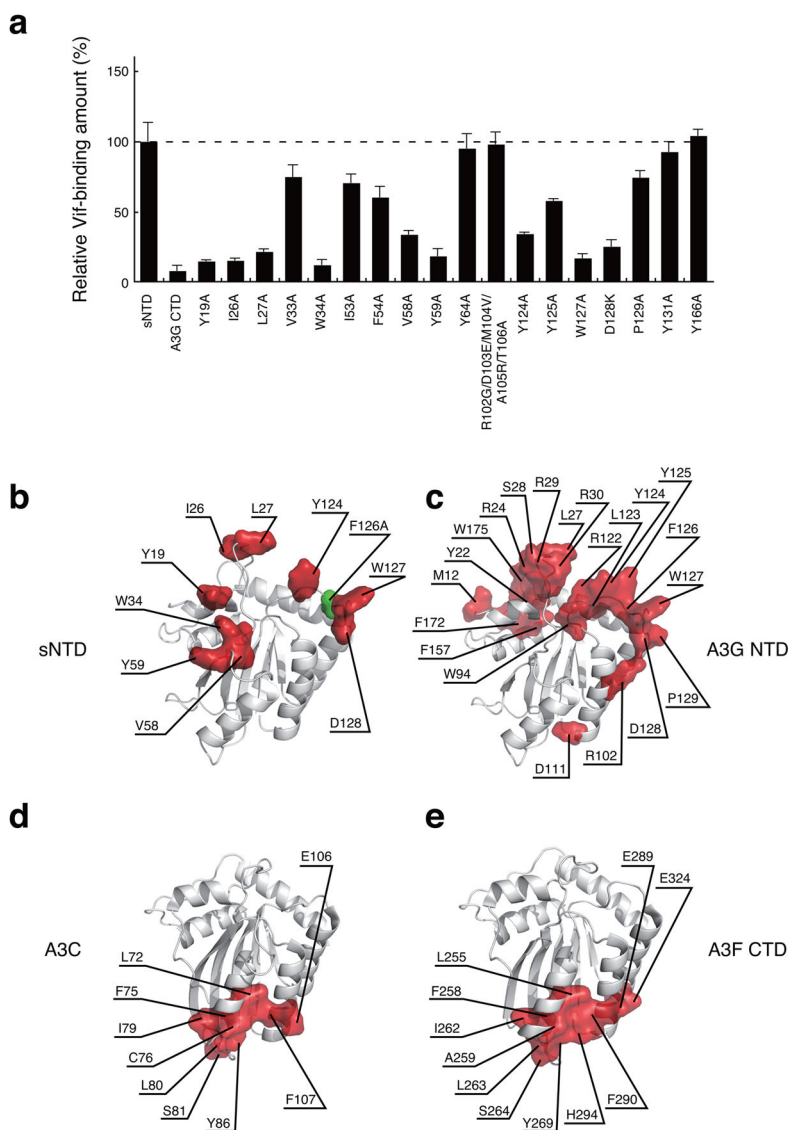 a
Relative Vif-binding amount (%)
150
100
50
0
sNTD
A3G CTD
Y19A
I26A
L27A
V33A
W34A
I53A
F54A
V58A
Y59A
Y64A
R102G/D103E/M104V/
A105R/T106A
Y124A
Y125A
W127A
D128K
P129A
Y131A
Y166A
b
I26
L27
Y124
F126A
W127
Y19
W34
Y59
V58
D128
sNTD
c
Y125
R29
S28
R30
Y124
R24
L27
L123
W175
R122
F126
Y22
M12
W127
F172
F157
W94
P129
D128
R102
D111
A3G NTD
d
E106
A3C
L72
F75
I79
C76
L80
S81
Y86
F107
e
E289
E324
A3F CTD
L255
F258
I262
A259
L263
S264
Y269
H294
F290